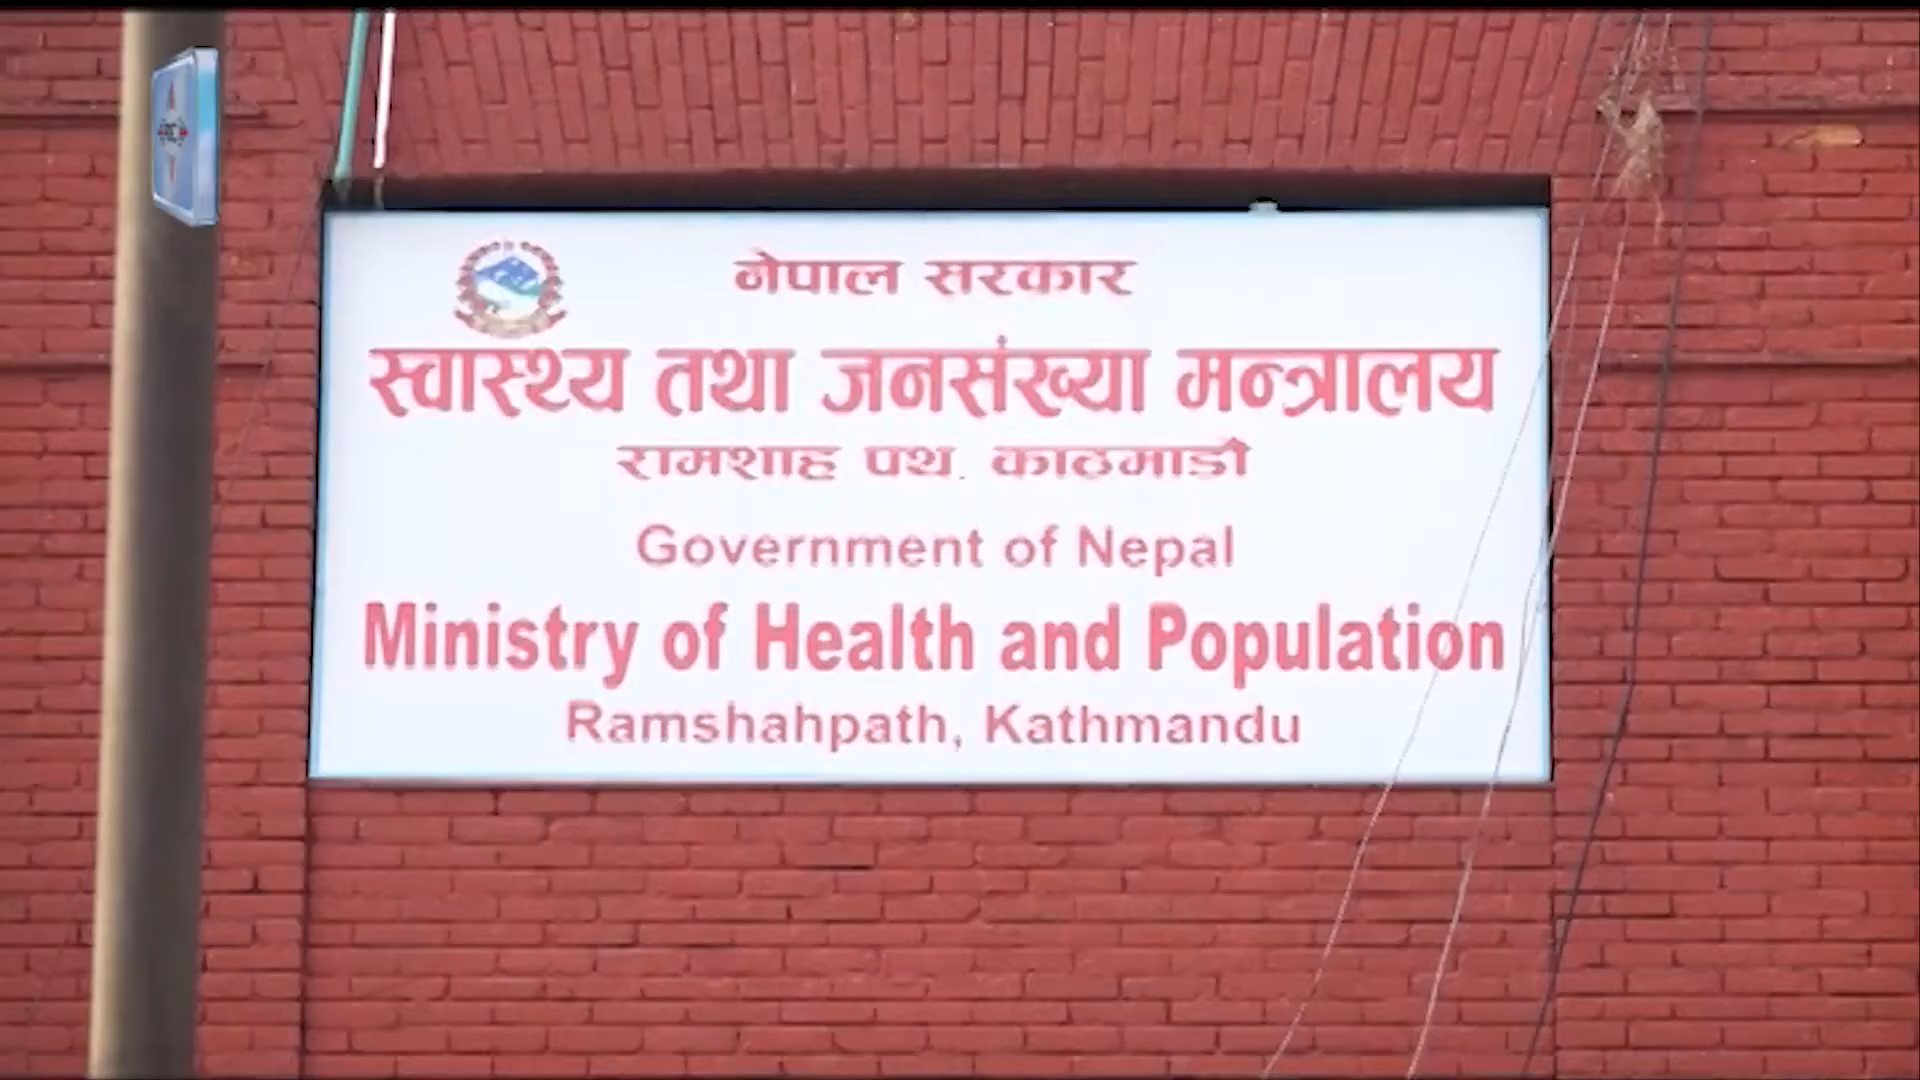 नेपाल सरकार
स्वास्थ्य तथा जनसंख्या मन्त्रालय
रामशाह पथ, काठमाडौं
Government of Nepal
Ministry of Health and Population
Ramshahpath, Kathmandu